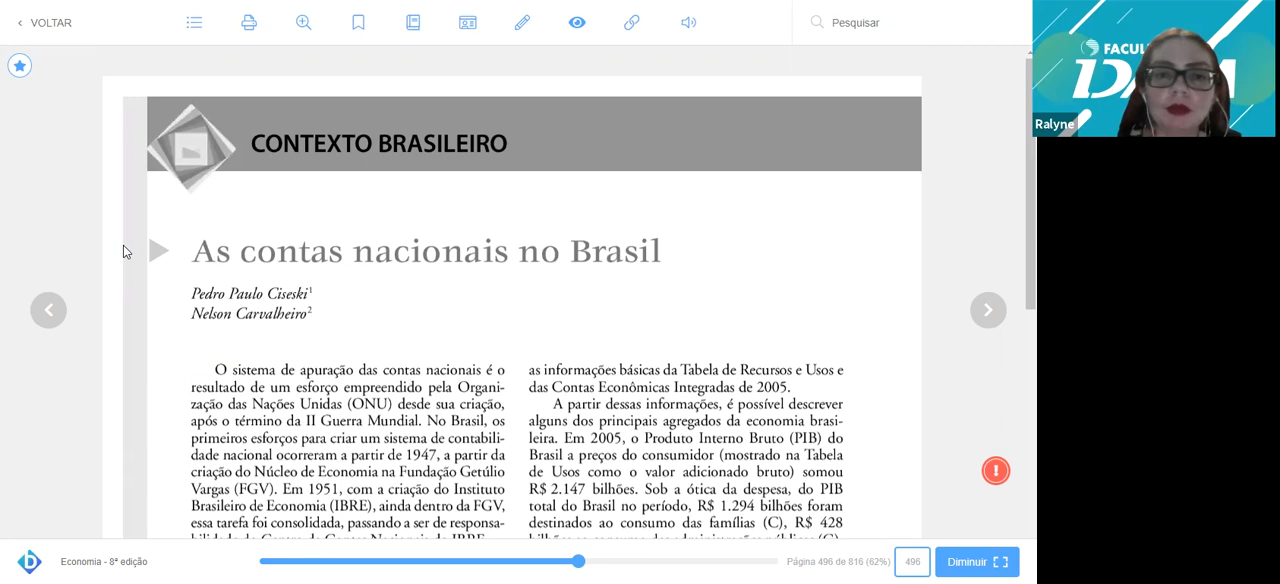 VOLTAR
Pesquisar
FACUL
Ralyne
CONTEXTO BRASILEIRO
As contas nacionais no Brasil
Pedro Paulo Ciseski¹
Nelson Carvalheiro²
O sistema de apuração das contas nacionais é o
resultado de um esforço empreendido pela Organi-
zação das Nações Unidas (ONU) desde sua criação,
após o término da II Guerra Mundial. No Brasil, os
primeiros esforços para criar um sistema de contabili-
dade nacional ocorreram a partir de 1947, a partir da
criação do Núcleo de Economia na Fundação Getúlio
Vargas (FGV). Em 1951, com a criação do Instituto
Brasileiro de Economia (IBRE), ainda dentro da FGV,
essa tarefa foi consolidada, passando a ser de responsa-
as informações básicas da Tabela de Recursos e Usos e
das Contas Econômicas Integradas de 2005.
A partir dessas informações, é possível descrever
alguns dos principais agregados da economia brasi-
leira. Em 2005, o Produto Interno Bruto (PIB) do
Brasil a preços do consumidor (mostrado na Tabela
de Usos como o valor adicionado bruto) somou
R$ 2.147 bilhões. Sob a ótica da despesa, do PIB
total do Brasil no período, R$ 1.294 bilhões foram
destinados ao consumo das famílias (C), R$ 428
Economia - 8ª edição
Página 496 de 816 (62%)
496
Diminuir